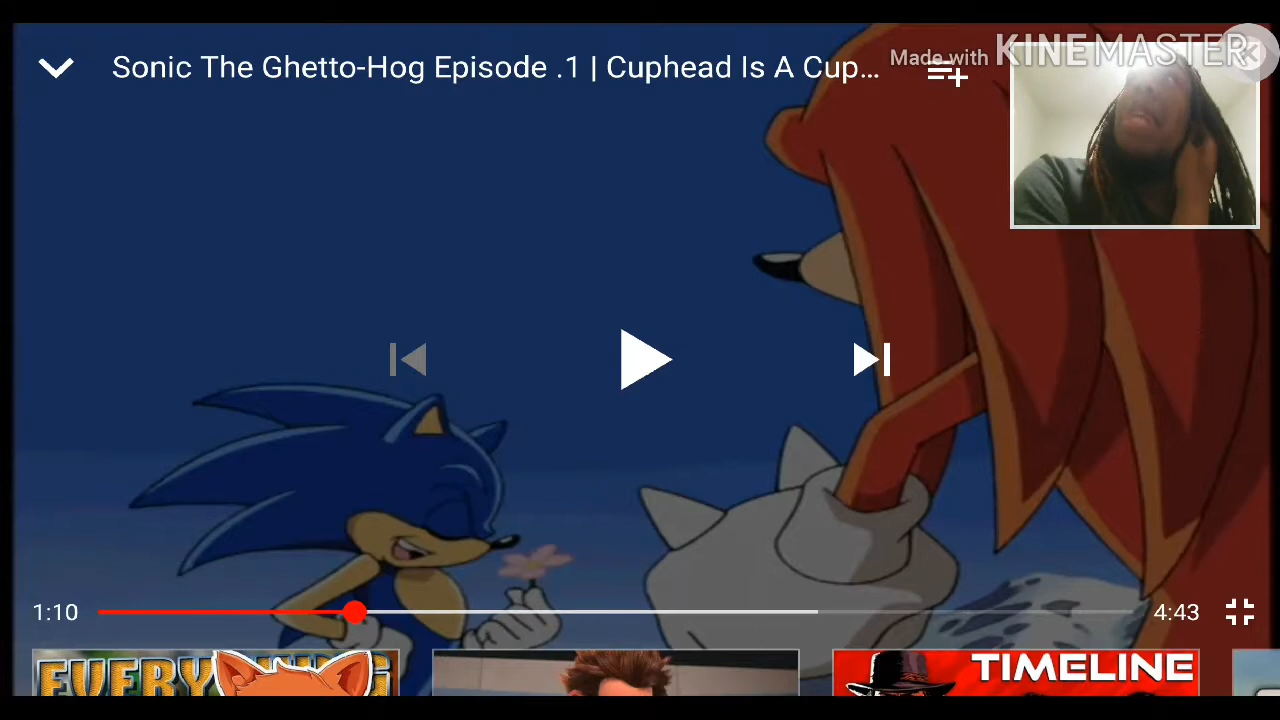 Sonic The Ghetto-Hog Episode .1 | Cuphead Is A Cup...
Made with KINEMASTER
1:10
4:43
TIMELINE